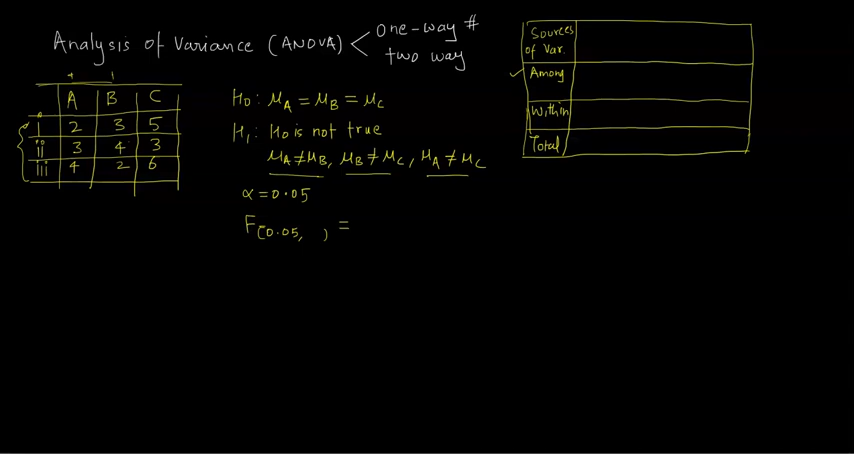 Analysis of Variance (ANOVA) < One-way #
two way
A B C
i 2 3 5
ii 3 4 3
iii 4 2 6
H0: μA = μB = μC
H1: H0 is not true
μA ≠ μB, μB ≠ μC, μA ≠ μC
α = 0.05
F(0.05, ) =
Sources
of Var.
✓ Among
Within
Total